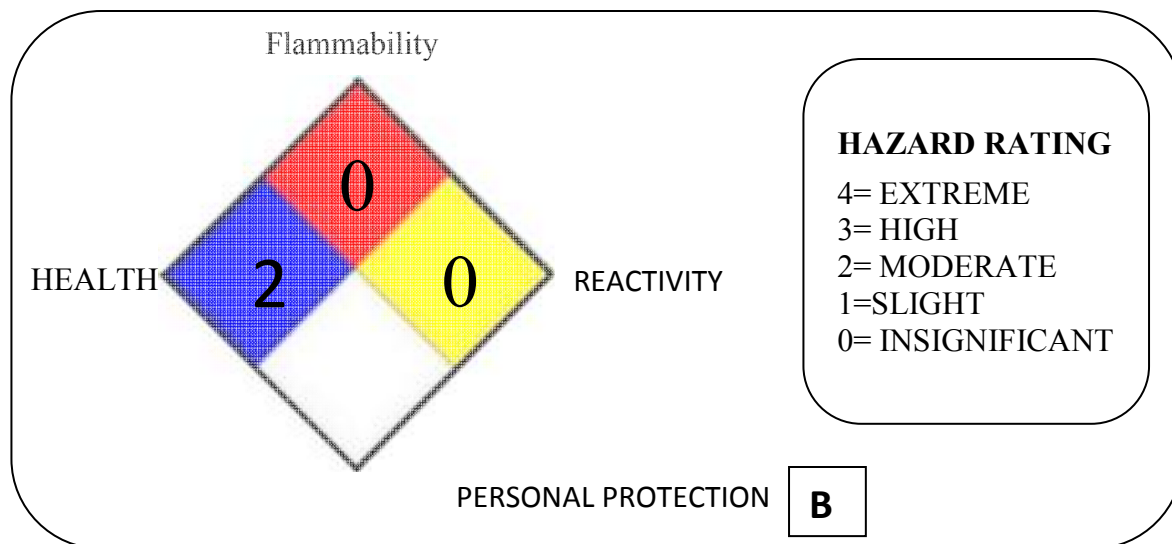 Flammability
0
HEALTH
2
0
REACTIVITY
PERSONAL PROTECTION B
HAZARD RATING
4= EXTREME
3= HIGH
2= MODERATE
1=SLIGHT
0= INSIGNIFICANT